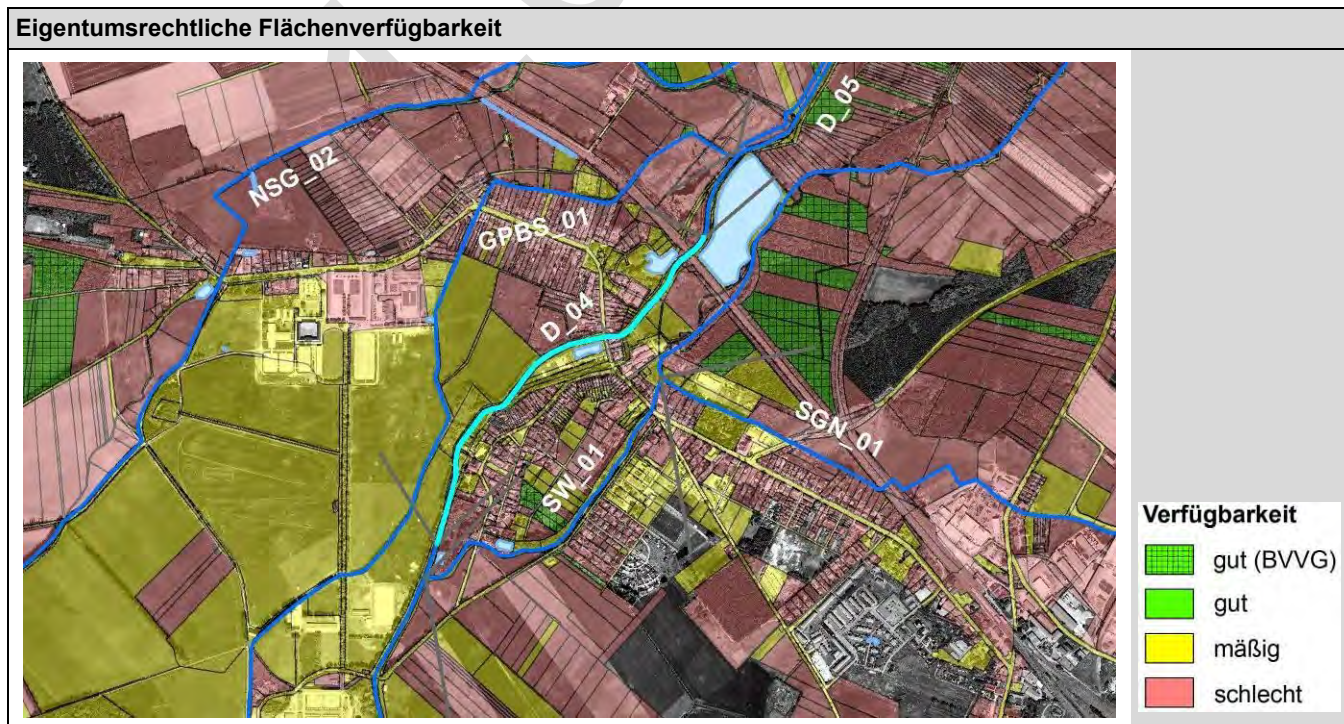 Eigentumsrechtliche Flächenverfügbarkeit
NSG_02
GPBS_01
D_05
D_04
SW_01
SGN_01
Verfügbarkeit
gut (BVVG)
gut
mäßig
schlecht